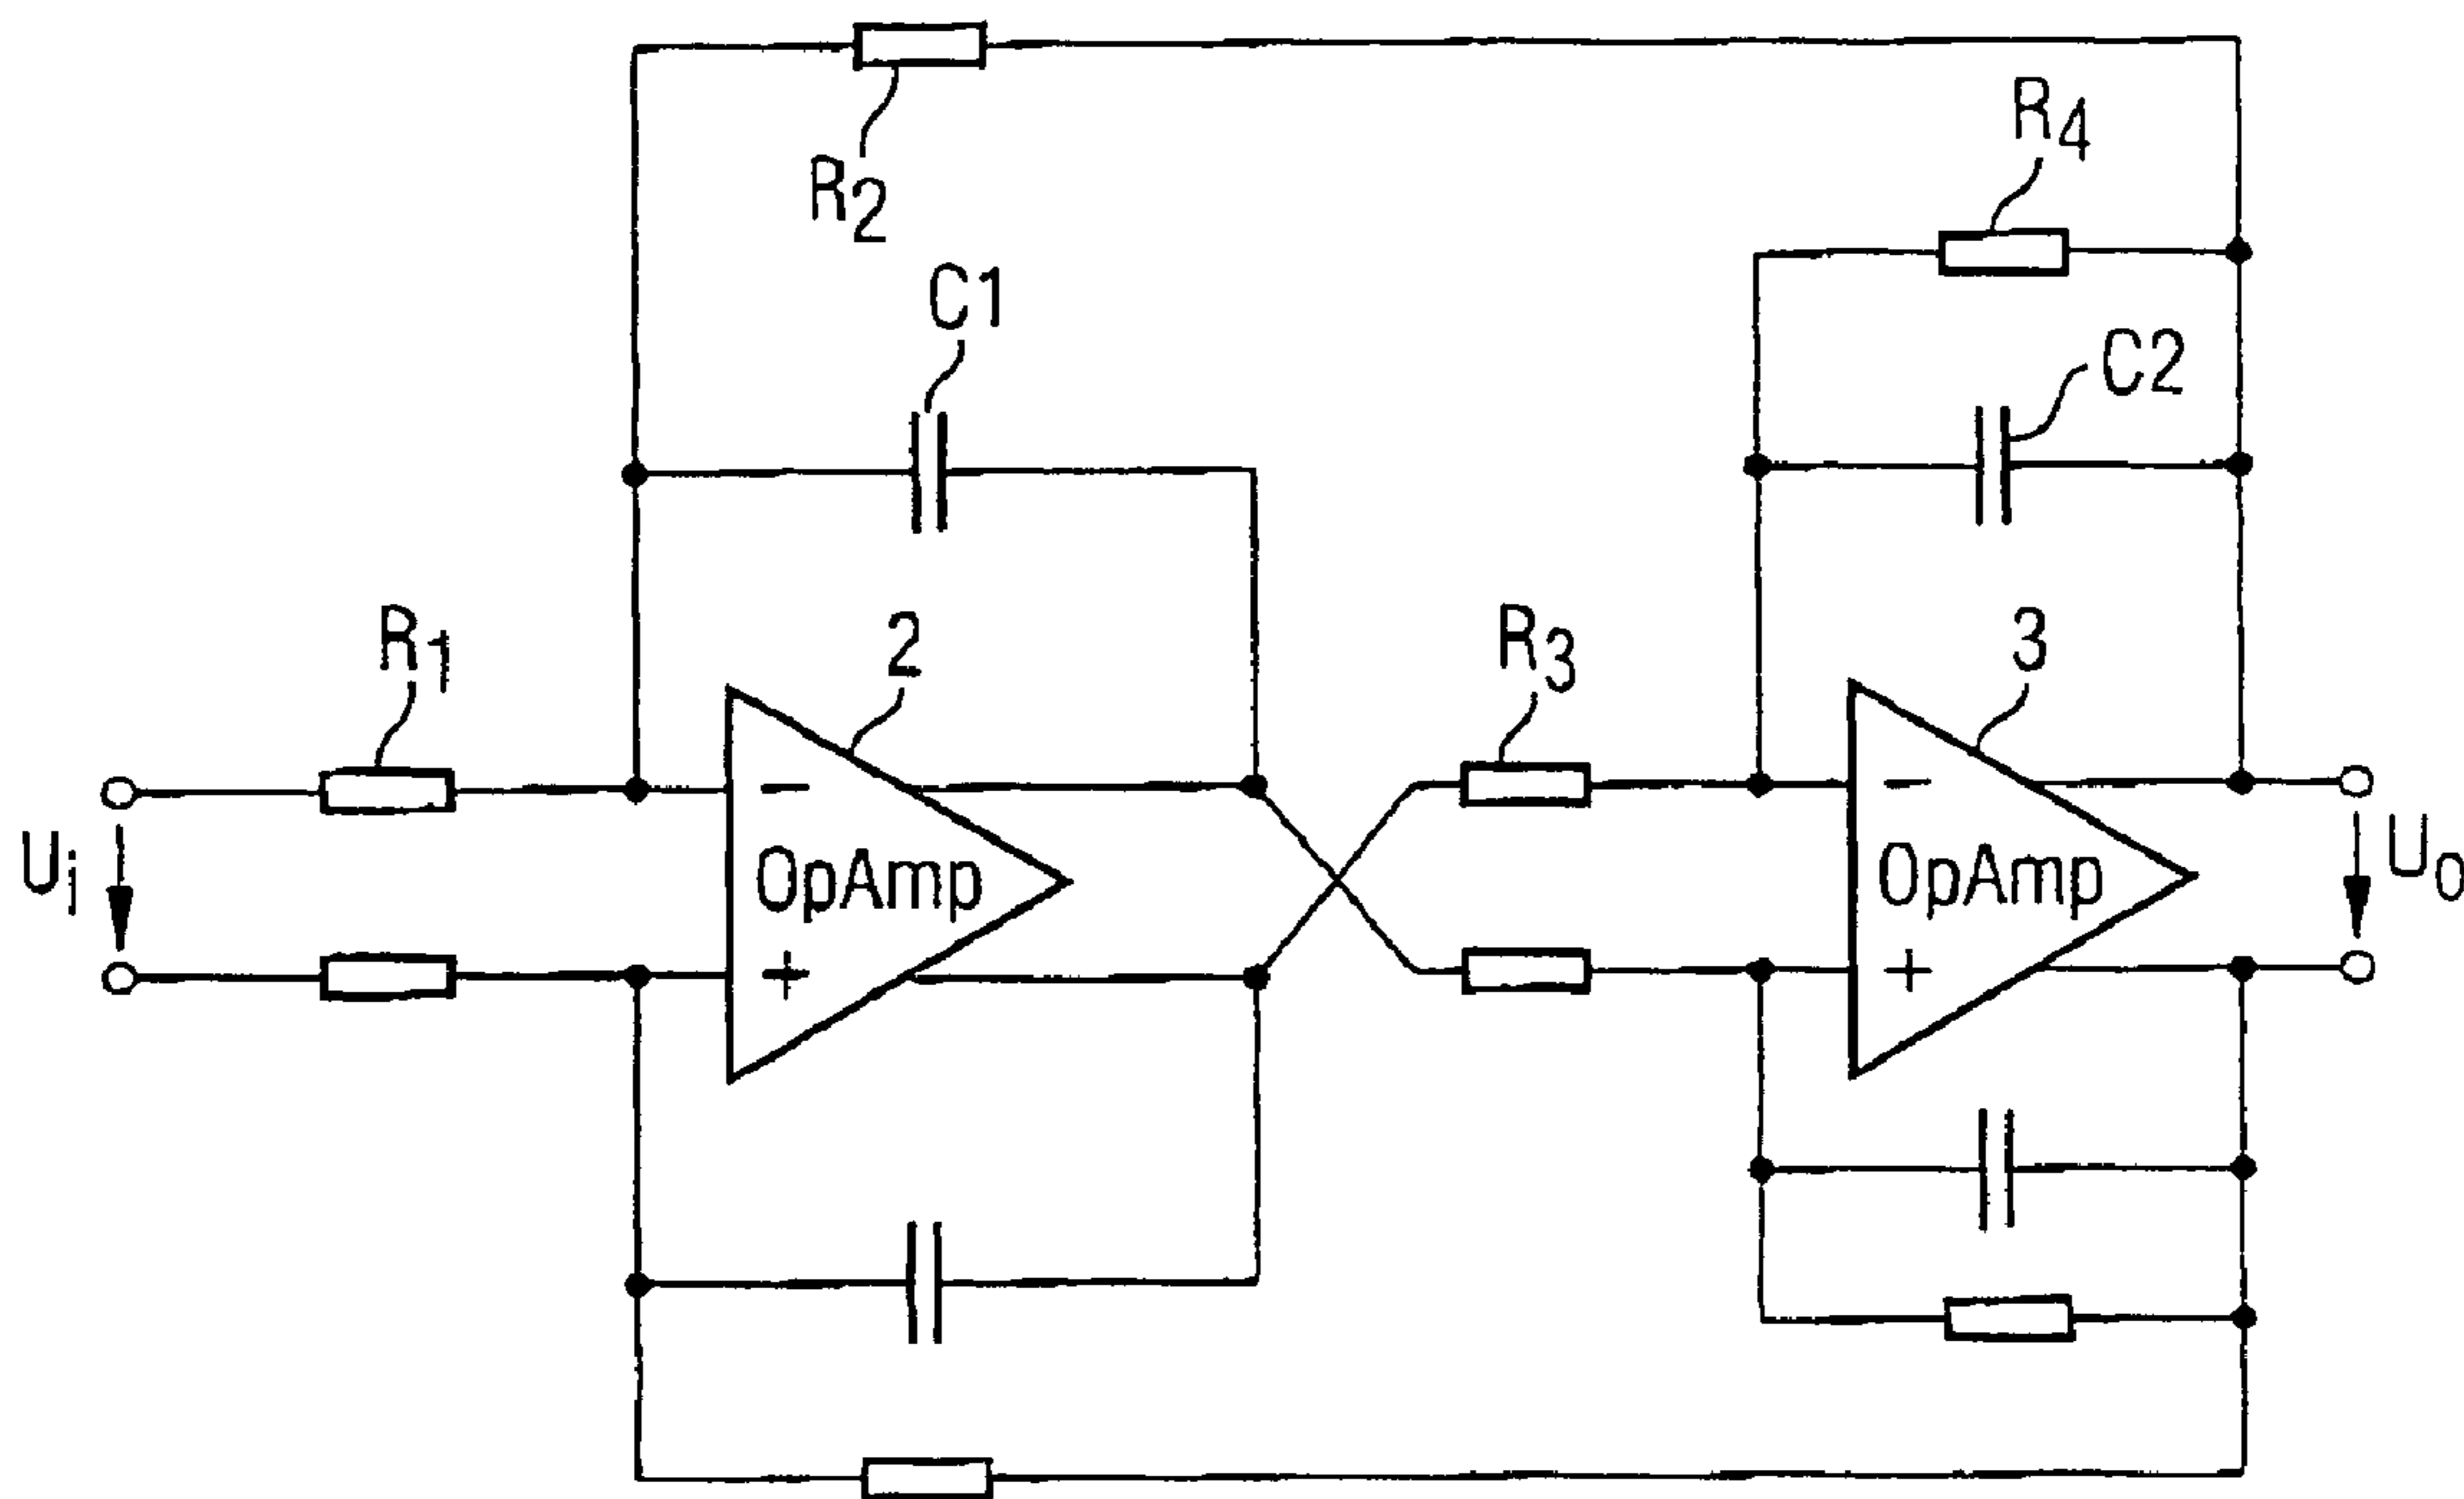 R2
R4
C1
C2
R1
2
R3
3
Ui
− OpAmp +
− OpAmp +
Uo